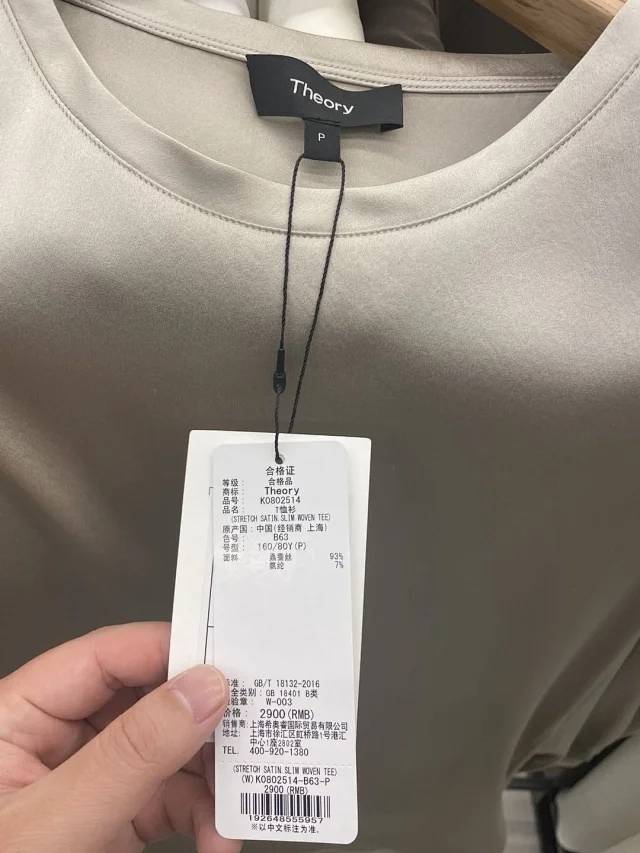 Theory
P
合格证
等级: 合格品
商标: Theory
品号: K0802514
品名: T恤衫
(STRETCH SATIN SLIM WOVEN TEE)
原产国: 中国(经销商 上海)
色号: B63
号型: 160/80Y(P)
面料 桑蚕丝 93%
氨纶 7%
标准: GB/T 18132-2016
全类别: GB 18401 B类
验章: W-003
价格: 2900(RMB)
销售商: 上海希奥睿国际贸易有限公司
地址: 上海市徐汇区虹桥路1号港汇
中心1座2802室
TEL. 400-920-1380
(STRETCH SATIN SLIM WOVEN TEE)
(W)K0802514-B63-P
2900(RMB)
192648555957
※以中文标注为准.